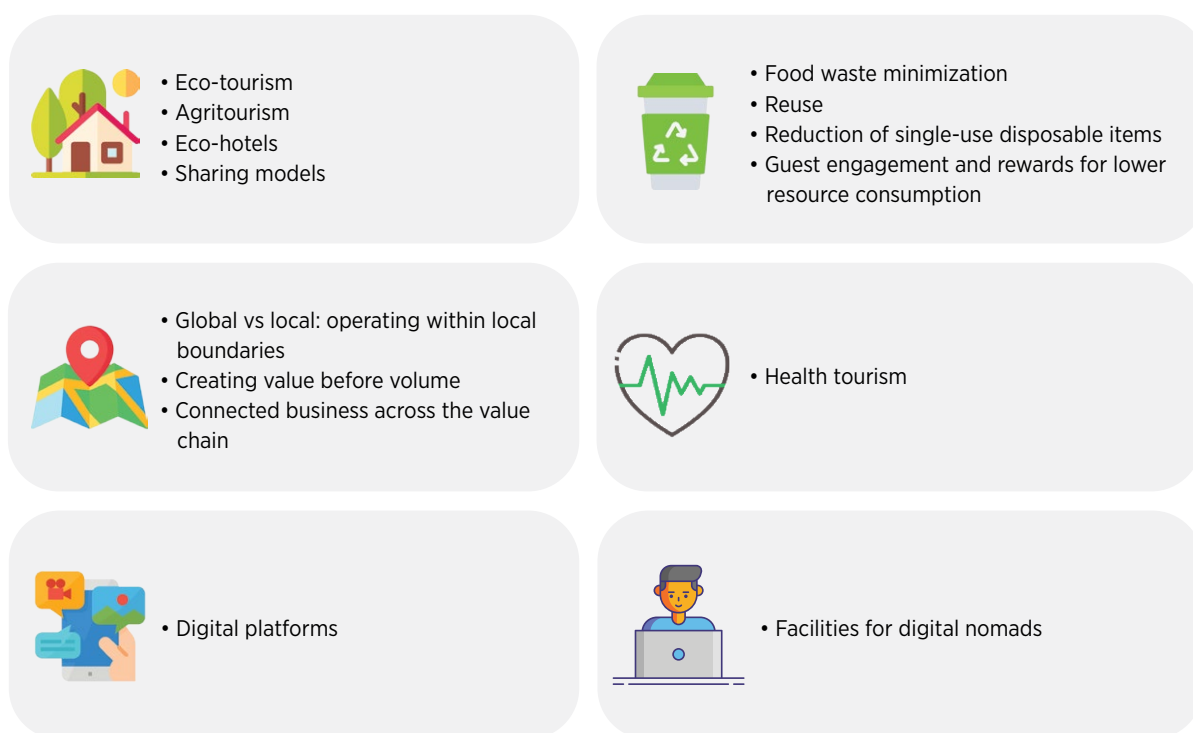 • Eco-tourism
• Agritourism
• Eco-hotels
• Sharing models
• Food waste minimization
• Reuse
• Reduction of single-use disposable items
• Guest engagement and rewards for lower
resource consumption
• Global vs local: operating within local
boundaries
• Creating value before volume
• Connected business across the value
chain
• Health tourism
• Digital platforms
• Facilities for digital nomads